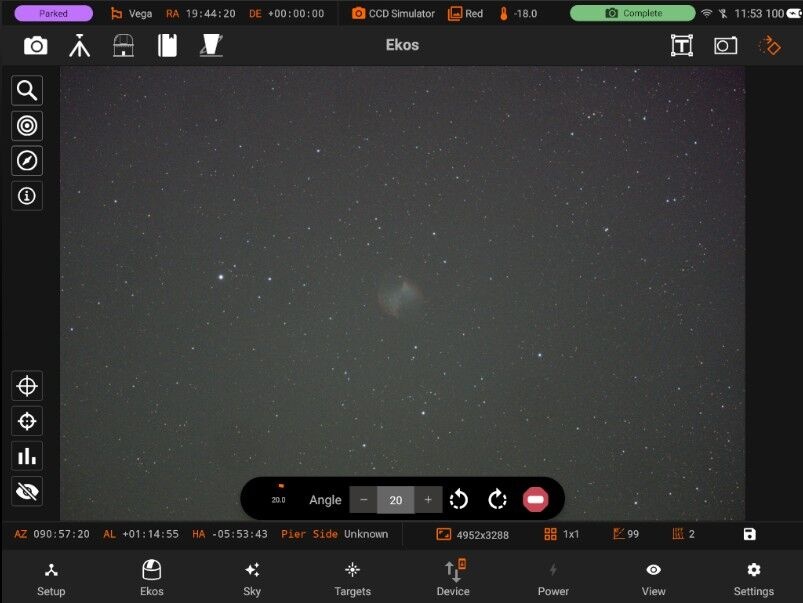 Parked Vega RA 19:44:20 DE +00:00:00 CCD Simulator Red -18.0 Complete 11:53 100
Ekos
T
20.0 Angle − 20 +
AZ 090:57:20 AL +01:14:55 HA -05:53:43 Pier Side Unknown 4952x3288 1x1 99 2
Setup Ekos Sky Targets Device Power View Settings